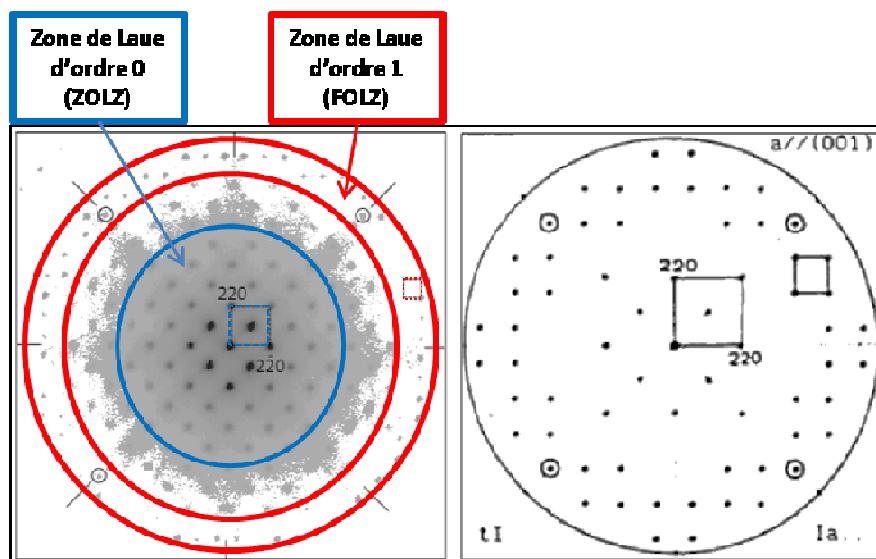 Zone de Laue
d'ordre 0
(ZOLZ)
Zone de Laue
d'ordre 1
(FOLZ)
220
220
a//(001)
220
220
tI
Ia..